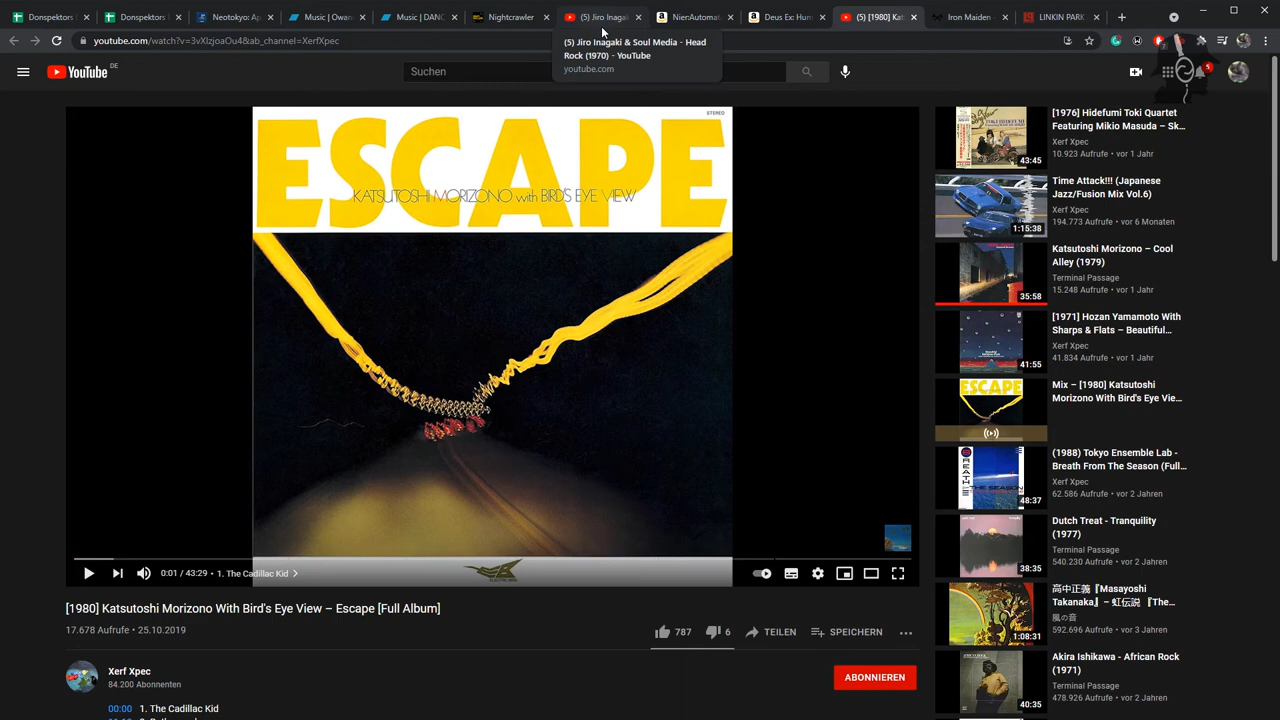 Donspektors
Donspektors
Neotokyo: Ap
Music | Owan
Music | DANC
Nightcrawler
(5) Jiro Inagaki
Nier:Automat
Deus Ex: Hum
(5) [1980] Kat
Iron Maiden
LINKIN PARK
youtube.com/watch?v=3vXlzjoaOu4&ab_channel=XerfXpec
(5) Jiro Inagaki & Soul Media - Head
Rock (1970) - YouTube
youtube.com
YouTube
DE
Suchen
5
STEREO
ESCAPE
KATSUTOSHI MORIZONO with BIRD'S EYE VIEW
ELECTRIC BIRD
0:01 / 43:29 • 1. The Cadillac Kid
[1980] Katsutoshi Morizono With Bird's Eye View – Escape [Full Album]
17.678 Aufrufe • 25.10.2019
787
6
TEILEN
SPEICHERN
Xerf Xpec
84.200 Abonnenten
ABONNIEREN
00:00 1. The Cadillac Kid
[1976] Hidefumi Toki Quartet
Featuring Mikio Masuda – Sk...
Xerf Xpec
10.923 Aufrufe • vor 1 Jahr
43:45
Time Attack!!! (Japanese
Jazz/Fusion Mix Vol.6)
Xerf Xpec
194.773 Aufrufe • vor 6 Monaten
1:15:38
Katsutoshi Morizono – Cool
Alley (1979)
Terminal Passage
15.248 Aufrufe • vor 1 Jahr
35:58
[1971] Hozan Yamamoto With
Sharps & Flats – Beautiful...
Xerf Xpec
41.834 Aufrufe • vor 1 Jahr
41:55
ESCAPE
Mix – [1980] Katsutoshi
Morizono With Bird's Eye Vie...
(1988) Tokyo Ensemble Lab -
Breath From The Season (Full...
Xerf Xpec
62.586 Aufrufe • vor 2 Jahren
48:37
Dutch Treat - Tranquility
(1977)
Terminal Passage
540.230 Aufrufe • vor 2 Jahren
38:35
高中正義『Masayoshi
Takanaka』– 虹伝説 『The...
風の音
592.696 Aufrufe • vor 3 Jahren
1:08:31
Akira Ishikawa - African Rock
(1971)
Terminal Passage
478.926 Aufrufe • vor 2 Jahren
40:35